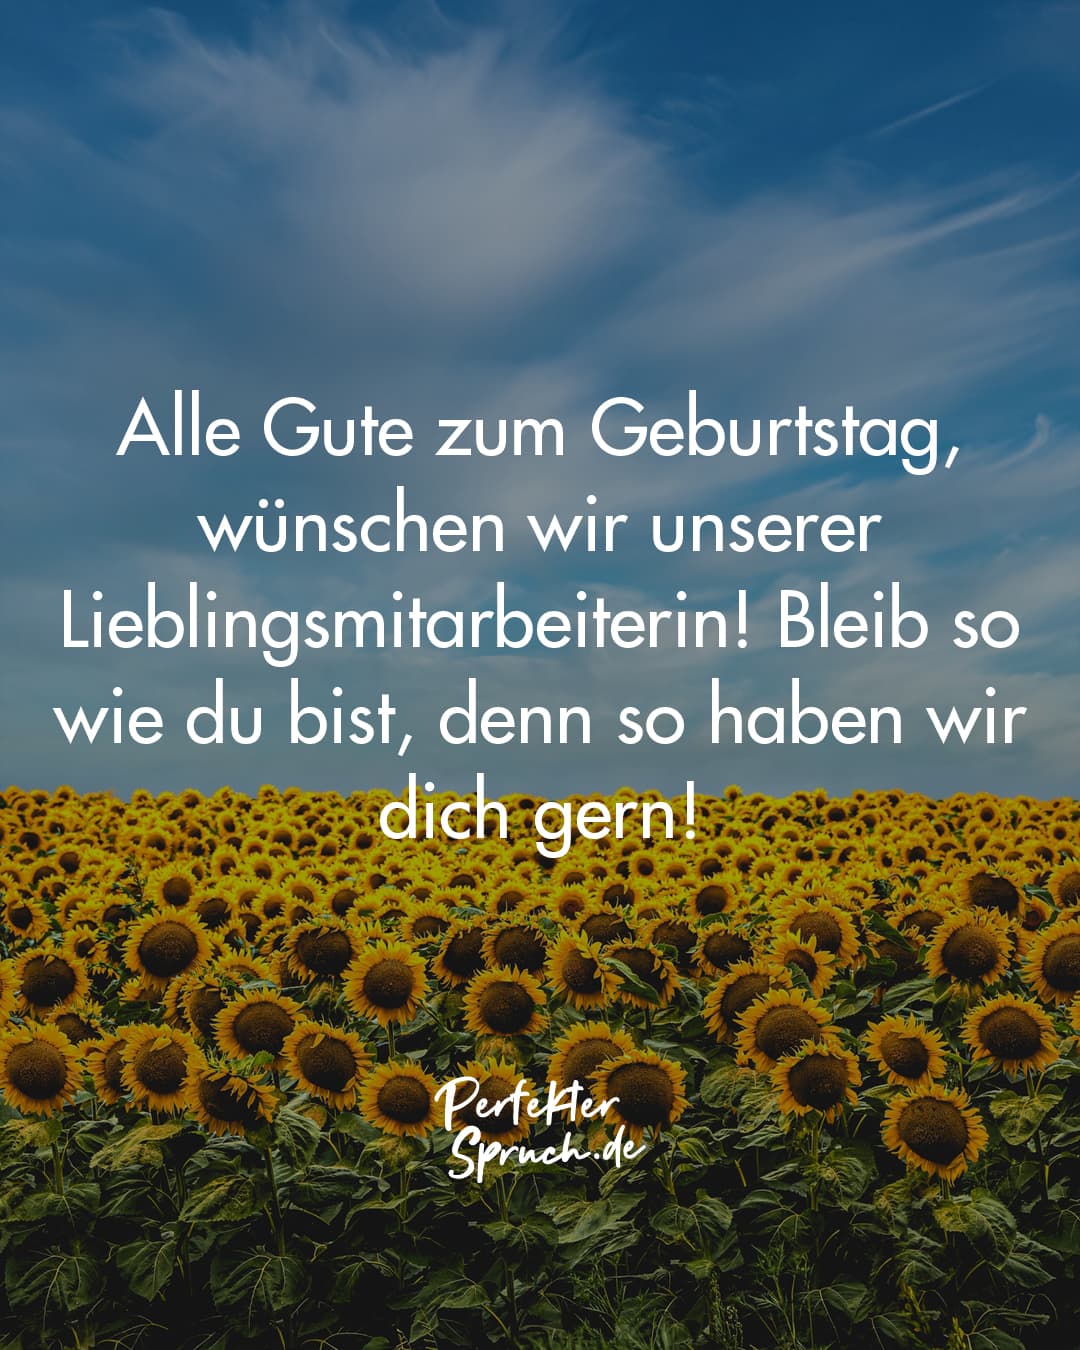 Alle Gute zum Geburtstag,
wünschen wir unserer
Lieblingsmitarbeiterin! Bleib so
wie du bist, denn so haben wir
dich gern!
Perfekter
Spruch.de